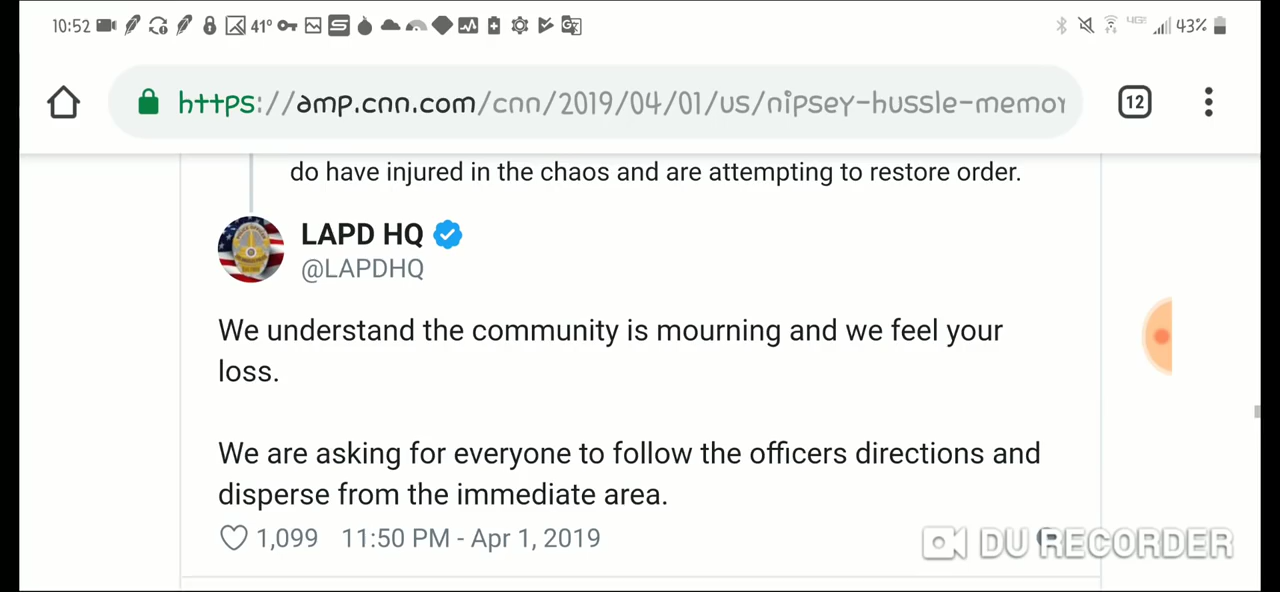 10:52 41° 4G 43%
https://amp.cnn.com/cnn/2019/04/01/us/nipsey-hussle-memor
12
do have injured in the chaos and are attempting to restore order.
LAPD HQ
@LAPDHQ
We understand the community is mourning and we feel your
loss.
We are asking for everyone to follow the officers directions and
disperse from the immediate area.
1,099 11:50 PM - Apr 1, 2019
DU RECORDER